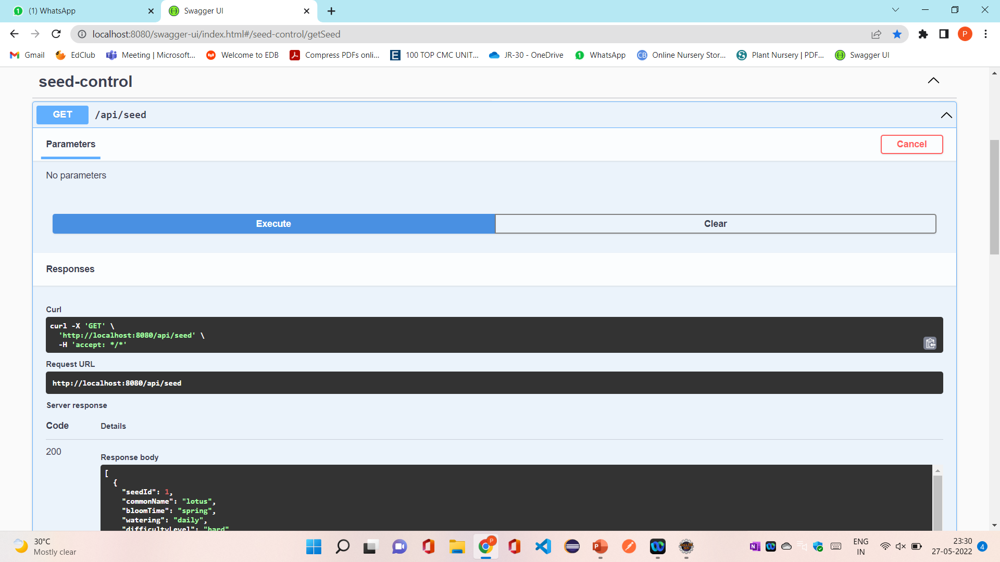 (1) WhatsApp
Swagger UI
localhost:8080/swagger-ui/index.html#/seed-control/getSeed
P
Gmail
EdClub
Meeting | Microsoft...
Welcome to EDB
Compress PDFs onli...
100 TOP CMC UNIT...
JR-30 - OneDrive
WhatsApp
Online Nursery Stor...
Plant Nursery | PDF...
Swagger UI
seed-control
GET /api/seed
Parameters
Cancel
No parameters
Execute
Clear
Responses
Curl
curl -X 'GET' \
'http://localhost:8080/api/seed' \
-H 'accept: */*'
Request URL
http://localhost:8080/api/seed
Server response
Code Details
200
Response body
[
{
"seedId": 1,
"commonName": "lotus",
"bloomTime": "spring",
"watering": "daily",
"difficultyLevel": "hard"
30°C
Mostly clear
ENG
IN
23:30
27-05-2022
4